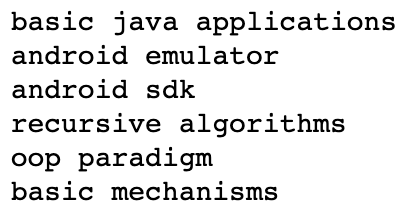 basic java applications
android emulator
android sdk
recursive algorithms
oop paradigm
basic mechanisms